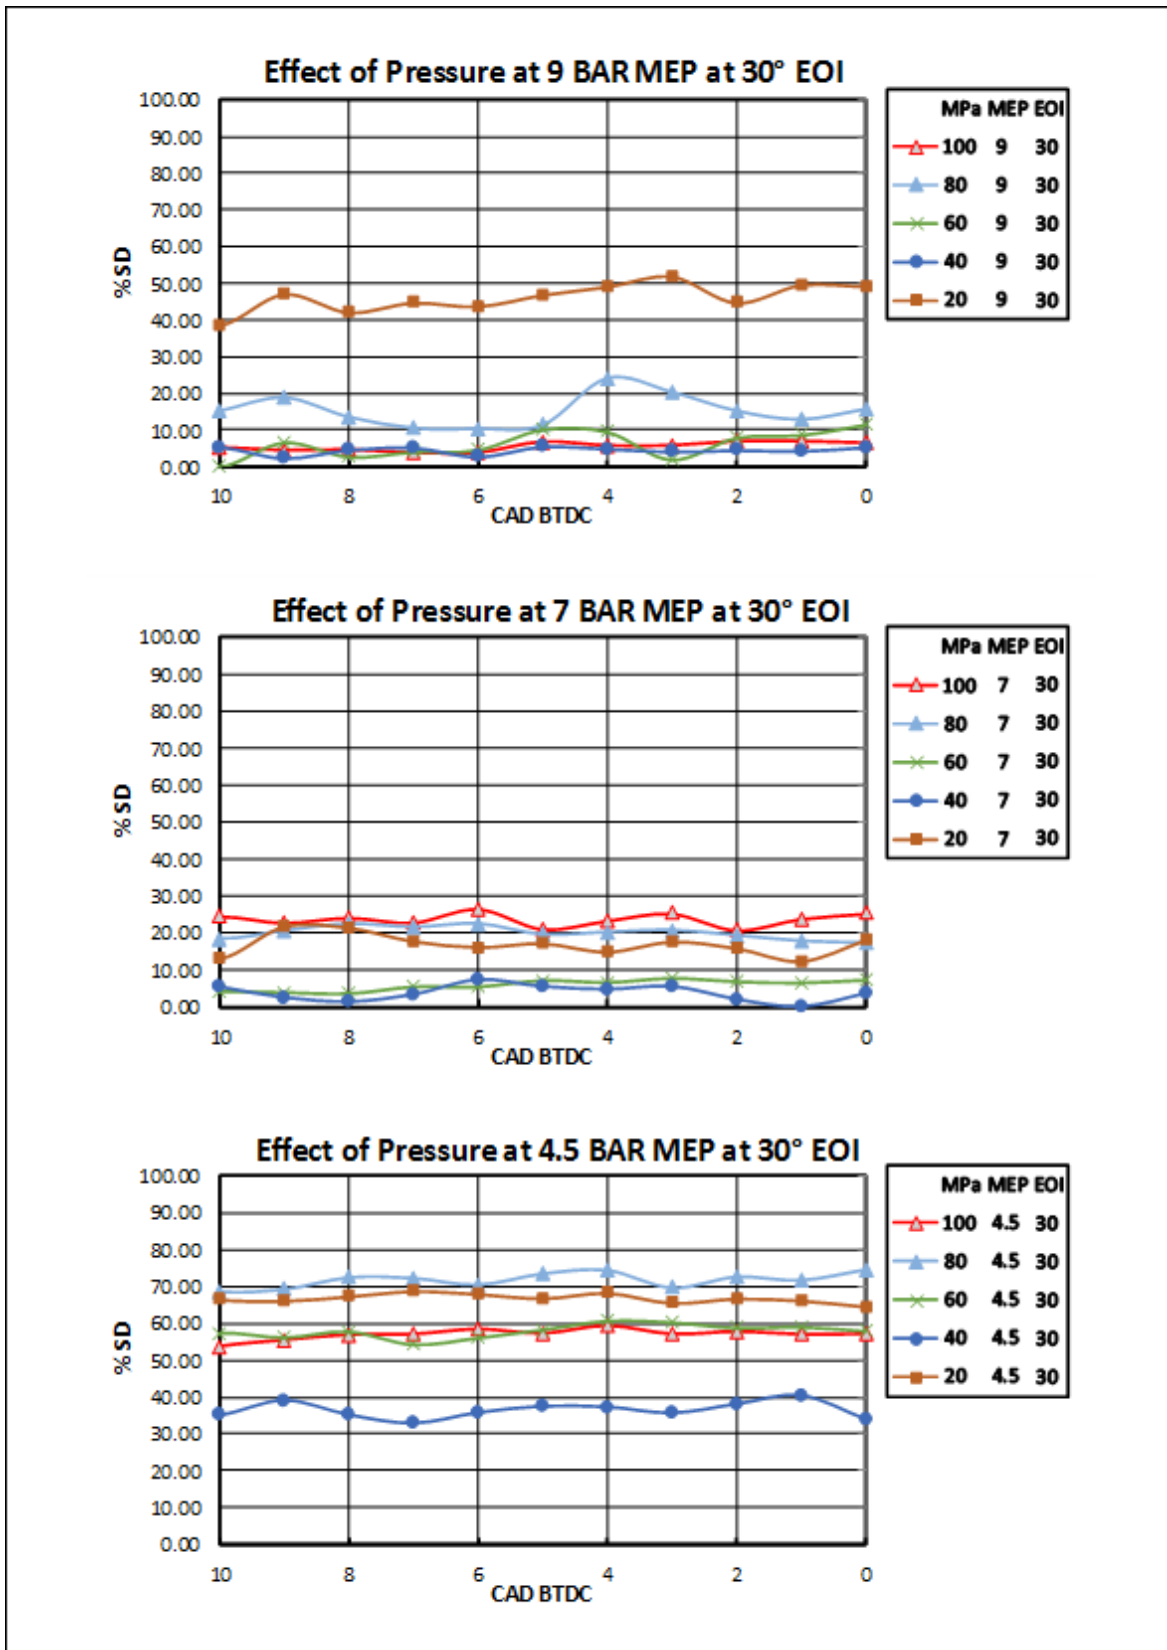 Effect of Pressure at 9 BAR MEP at 30° EOI
100.00
90.00
80.00
70.00
60.00
50.00
40.00
30.00
20.00
10.00
0.00
%SD
10 8 6 4 2 0
CAD BTDC
MPa MEP EOI
100 9 30
80 9 30
60 9 30
40 9 30
20 9 30
Effect of Pressure at 7 BAR MEP at 30° EOI
100.00
90.00
80.00
70.00
60.00
50.00
40.00
30.00
20.00
10.00
0.00
%SD
10 8 6 4 2 0
CAD BTDC
MPa MEP EOI
100 7 30
80 7 30
60 7 30
40 7 30
20 7 30
Effect of Pressure at 4.5 BAR MEP at 30° EOI
100.00
90.00
80.00
70.00
60.00
50.00
40.00
30.00
20.00
10.00
0.00
%SD
10 8 6 4 2 0
CAD BTDC
MPa MEP EOI
100 4.5 30
80 4.5 30
60 4.5 30
40 4.5 30
20 4.5 30